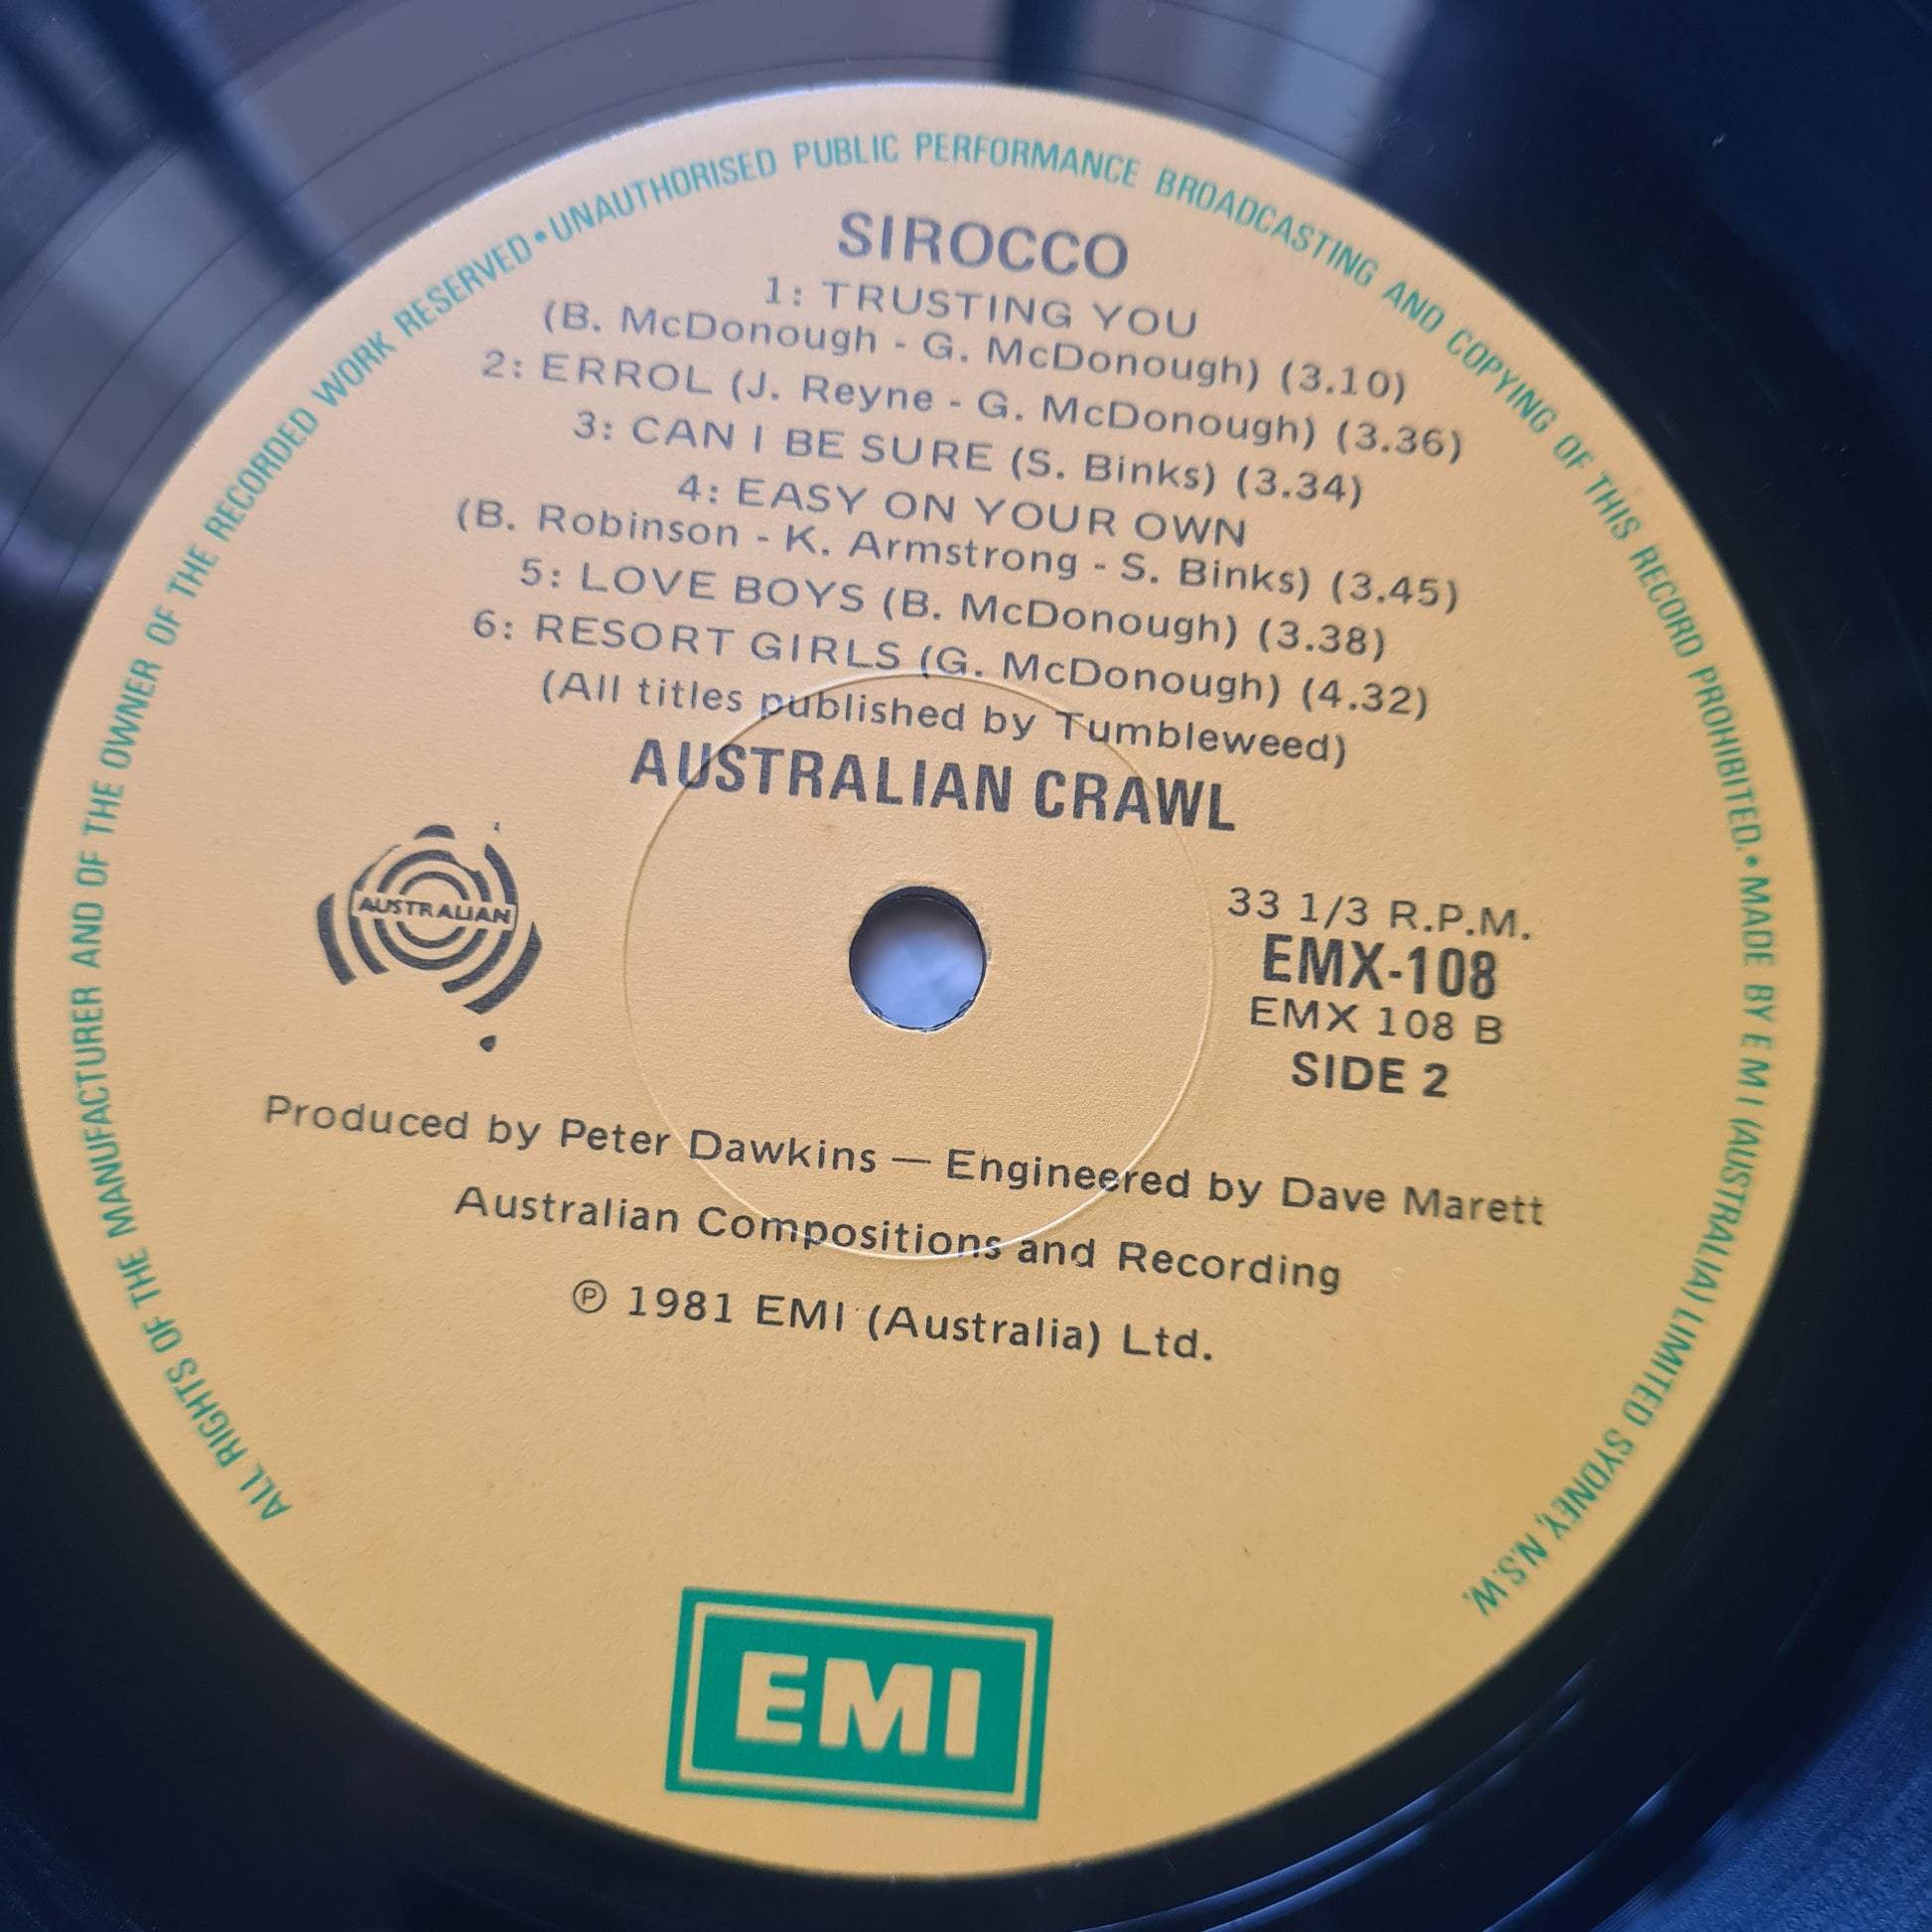 ALL RIGHTS OF THE MANUFACTURER AND OF THE OWNER OF THE RECORDED WORK RESERVED • UNAUTHORISED PUBLIC PERFORMANCE BROADCASTING AND COPYING OF THIS RECORD PROHIBITED. • MADE BY E M I (AUSTRALIA) LIMITED SYDNEY, N.S.W.
SIROCCO
1: TRUSTING YOU
(B. McDonough - G. McDonough) (3.10)
2: ERROL (J. Reyne - G. McDonough) (3.36)
3: CAN I BE SURE (S. Binks) (3.34)
4: EASY ON YOUR OWN
(B. Robinson - K. Armstrong - S. Binks) (3.45)
5: LOVE BOYS (B. McDonough) (3.38)
6: RESORT GIRLS (G. McDonough) (4.32)
(All titles published by Tumbleweed)
AUSTRALIAN CRAWL
AUSTRALIAN
33 1/3 R.P.M.
EMX-108
EMX 108 B
SIDE 2
Produced by Peter Dawkins — Engineered by Dave Marett
Australian Compositions and Recording
℗ 1981 EMI (Australia) Ltd.
EMI